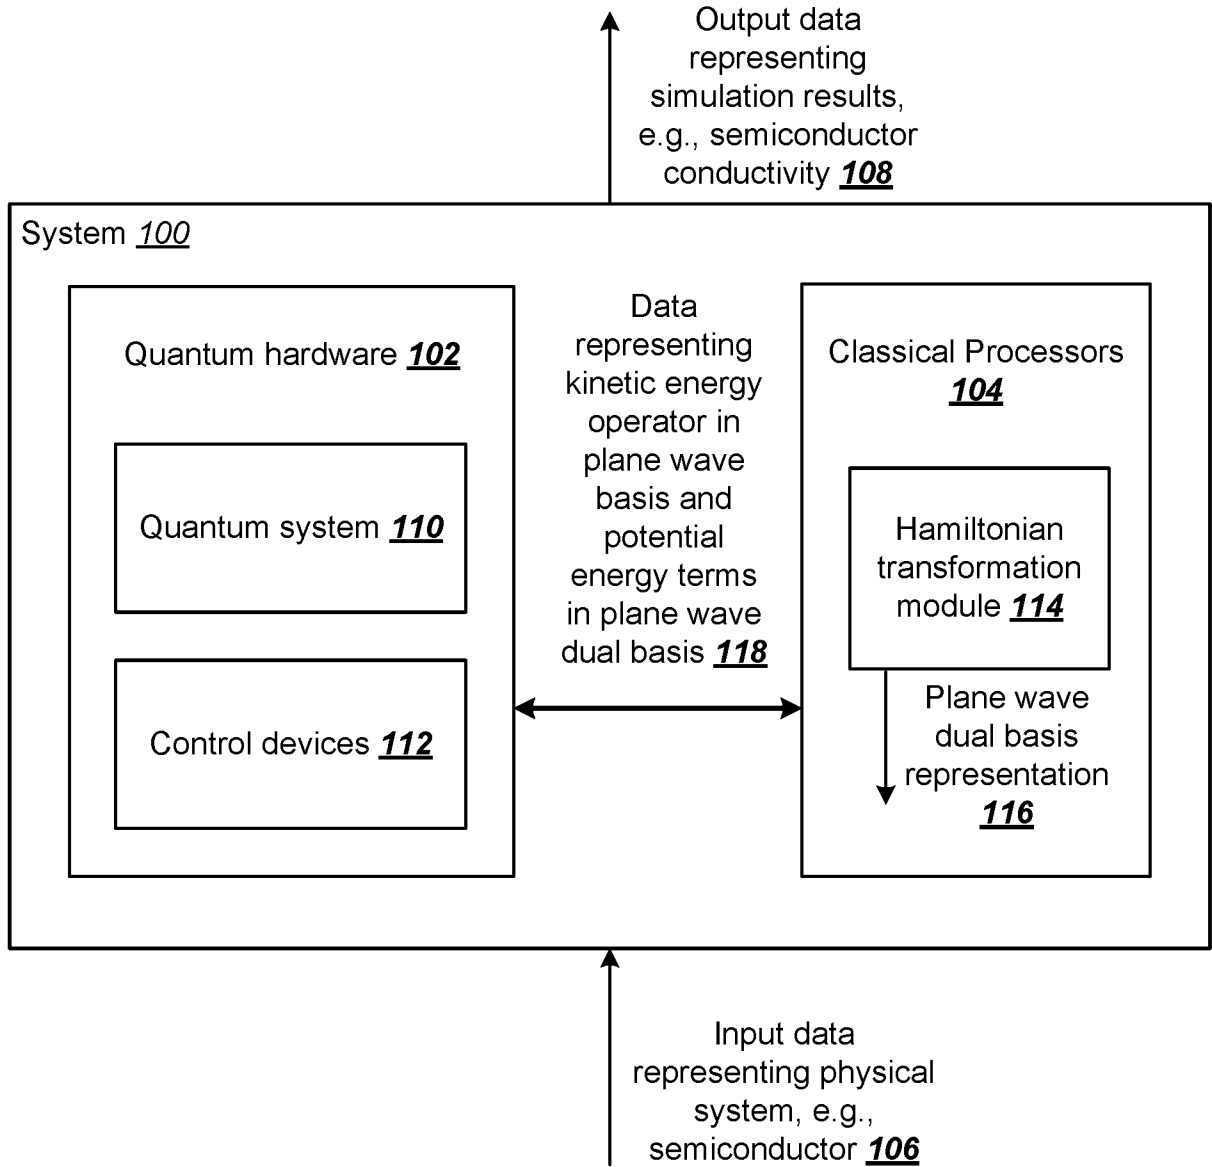 Output data
representing
simulation results,
e.g., semiconductor
conductivity 108
System 100
Quantum hardware 102
Quantum system 110
Control devices 112
Data
representing
kinetic energy
operator in
plane wave
basis and
potential
energy terms
in plane wave
dual basis 118
Classical Processors
104
Hamiltonian
transformation
module 114
Plane wave
dual basis
representation
116
Input data
representing physical
system, e.g.,
semiconductor 106